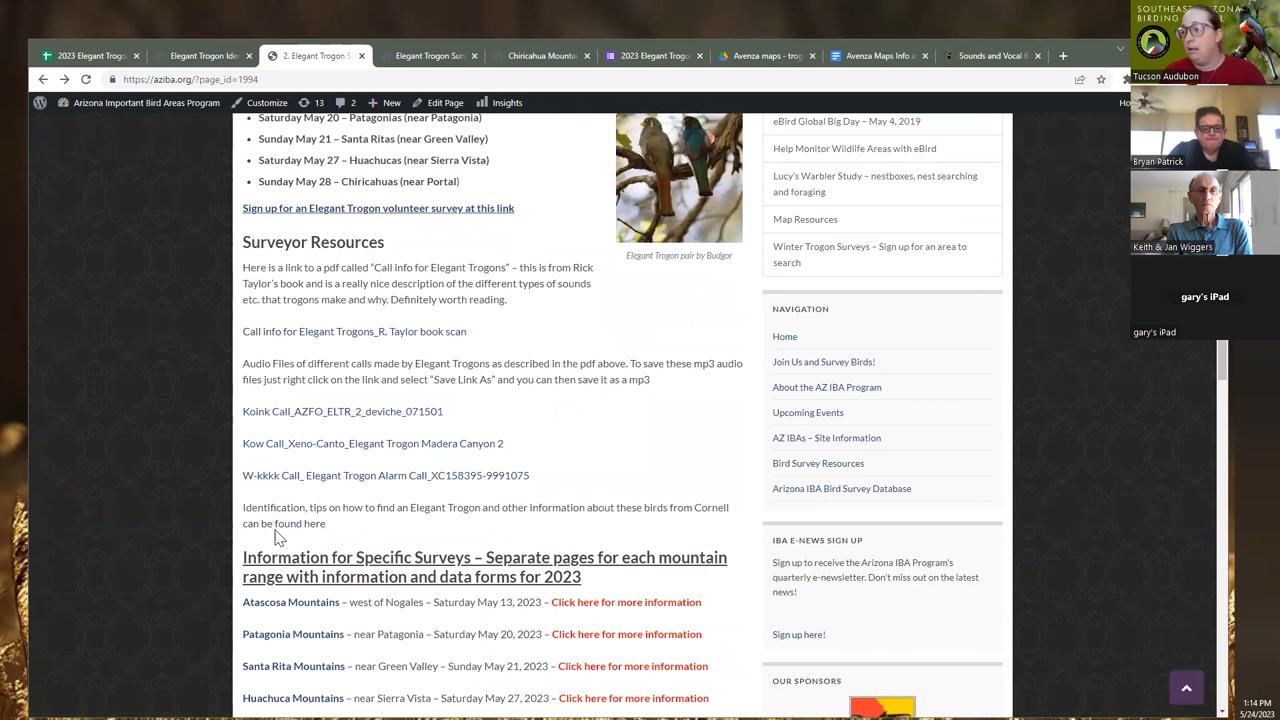 SOUTHEAST ARIZONA
BIRDING CALL
2023 Elegant Trog
Elegant Trogon Ide
2. Elegant Trogon S
Elegant Trogon Sur
Chiricahua Mountai
2023 Elegant Trogo
Avenza maps - trog
Avenza Maps Info a
Sounds and Vocal B
https://aziba.org/?page_id=1994
Tucson Audubon
Arizona Important Bird Areas Program
Customize
13
2
New
Edit Page
Insights
Saturday May 20 – Patagonias (near Patagonia)
Sunday May 21 – Santa Ritas (near Green Valley)
Saturday May 27 – Huachucas (near Sierra Vista)
Sunday May 28 – Chiricahuas (near Portal)
Sign up for an Elegant Trogon volunteer survey at this link
Surveyor Resources
Elegant Trogon pair by Budgor
Here is a link to a pdf called “Call info for Elegant Trogons” – this is from Rick
Taylor’s book and is a really nice description of the different types of sounds
etc. that trogons make and why. Definitely worth reading.
Call info for Elegant Trogons_R. Taylor book scan
Audio Files of different calls made by Elegant Trogons as described in the pdf above. To save these mp3 audio
files just right click on the link and select “Save Link As” and you can then save it as a mp3
Koink Call_AZFO_ELTR_2_deviche_071501
Kow Call_Xeno-Canto_Elegant Trogon Madera Canyon 2
W-kkkk Call_ Elegant Trogon Alarm Call_XC158395-9991075
Identification, tips on how to find an Elegant Trogon and other information about these birds from Cornell
can be found here
Information for Specific Surveys – Separate pages for each mountain
range with information and data forms for 2023
Atascosa Mountains – west of Nogales – Saturday May 13, 2023 – Click here for more information
Patagonia Mountains – near Patagonia – Saturday May 20, 2023 – Click here for more information
Santa Rita Mountains – near Green Valley – Sunday May 21, 2023 – Click here for more information
Huachuca Mountains – near Sierra Vista – Saturday May 27, 2023 – Click here for more information
eBird Global Big Day – May 4, 2019
Help Monitor Wildlife Areas with eBird
Lucy’s Warbler Study – nestboxes, nest searching
and foraging
Map Resources
Winter Trogon Surveys – Sign up for an area to
search
NAVIGATION
Home
Join Us and Survey Birds!
About the AZ IBA Program
Upcoming Events
AZ IBAs – Site Information
Bird Survey Resources
Arizona IBA Bird Survey Database
IBA E-NEWS SIGN UP
Sign up to receive the Arizona IBA Program’s
quarterly e-newsletter. Don’t miss out on the latest
news!
Sign up here!
OUR SPONSORS
Bryan Patrick
Keith & Jan Wiggers
gary’s iPad
gary’s iPad
1:14 PM
5/24/2023